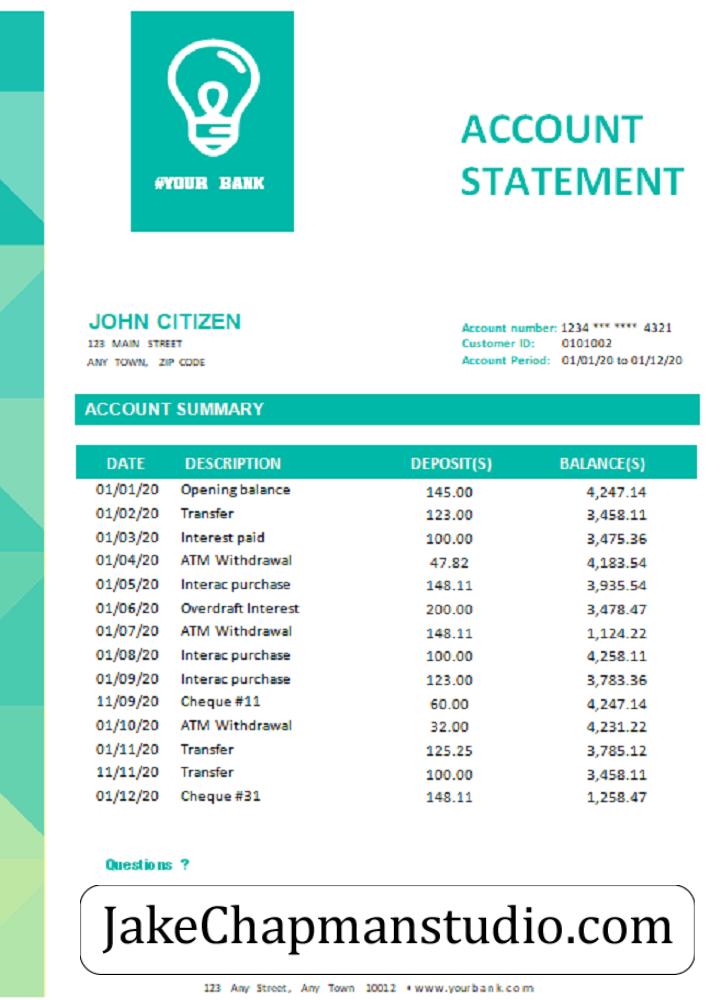 #YOUR BANK
ACCOUNT
STATEMENT
JOHN CITIZEN
123 MAIN STREET
ANY TOWN, ZIP CODE
Account number: 1234 *** **** 4321
Customer ID: 0101002
Account Period: 01/01/20 to 01/12/20
ACCOUNT SUMMARY
DATE DESCRIPTION DEPOSIT(S) BALANCE(S)
01/01/20 Opening balance 145.00 4,247.14
01/02/20 Transfer 123.00 3,458.11
01/03/20 Interest paid 100.00 3,475.36
01/04/20 ATM Withdrawal 47.82 4,183.54
01/05/20 Interac purchase 148.11 3,935.54
01/06/20 Overdraft Interest 200.00 3,478.47
01/07/20 ATM Withdrawal 148.11 1,124.22
01/08/20 Interac purchase 100.00 4,258.11
01/09/20 Interac purchase 123.00 3,783.36
11/09/20 Cheque #11 60.00 4,247.14
01/10/20 ATM Withdrawal 32.00 4,231.22
01/11/20 Transfer 125.25 3,785.12
11/11/20 Transfer 100.00 3,458.11
01/12/20 Cheque #31 148.11 1,258.47
Questions ?
JakeChapmanstudio.com
123 Any Street, Any Town 10012 • www.yourbank.com